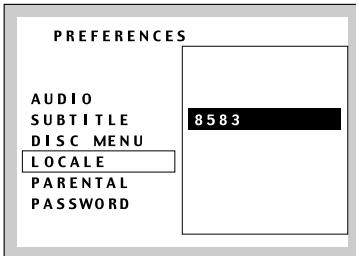 PREFERENCES
AUDIO
SUBTITLE
8583
DISC MENU
LOCALE
PARENTAL
PASSWORD